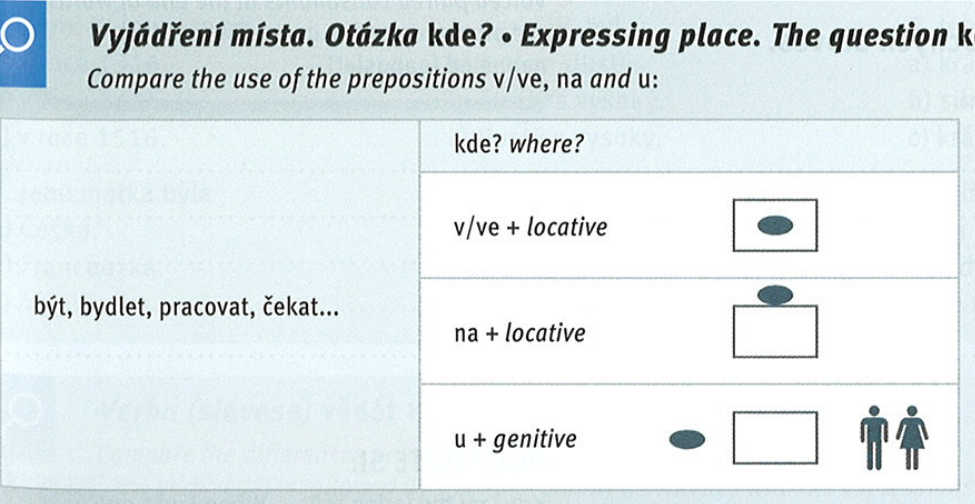 Vyjádření místa. Otázka kde? • Expressing place. The question
Compare the use of the prepositions v/ve, na and u:
kde? where?
v/ve + locative
být, bydlet, pracovat, čekat...
na + locative
u + genitive